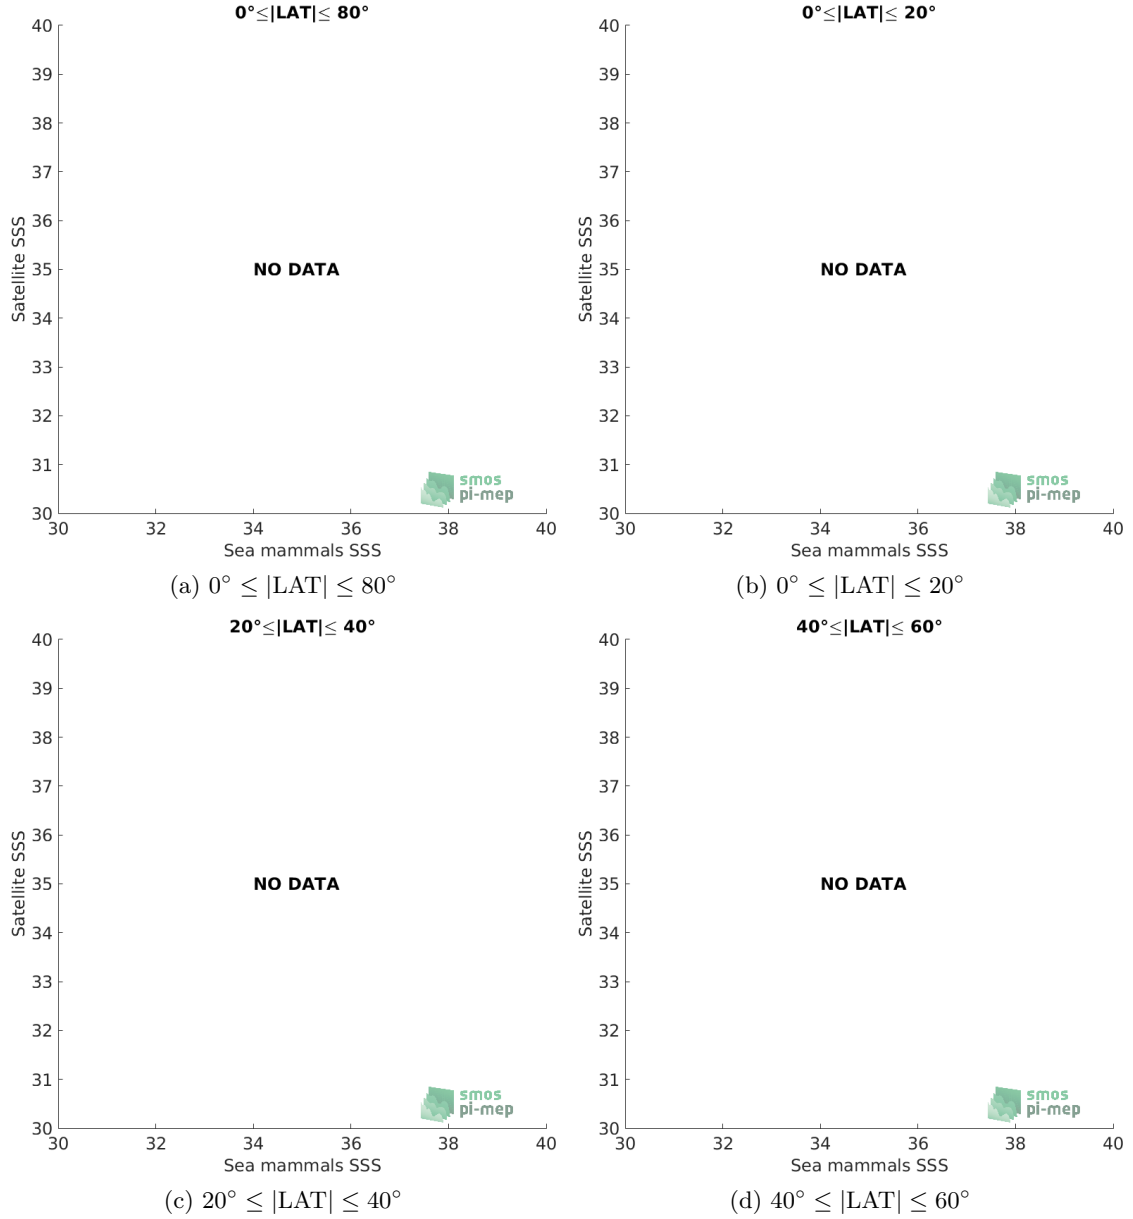 0°≤|LAT|≤ 80°
40
39
38
37
36
35
34
33
32
31
30
Satellite SSS
NO DATA
smos
pi-mep
30 32 34 36 38 40
Sea mammals SSS
(a) 0° ≤ |LAT| ≤ 80°
0°≤|LAT|≤ 20°
40
39
38
37
36
35
34
33
32
31
30
Satellite SSS
NO DATA
smos
pi-mep
30 32 34 36 38 40
Sea mammals SSS
(b) 0° ≤ |LAT| ≤ 20°
20°≤|LAT|≤ 40°
40
39
38
37
36
35
34
33
32
31
30
Satellite SSS
NO DATA
smos
pi-mep
30 32 34 36 38 40
Sea mammals SSS
(c) 20° ≤ |LAT| ≤ 40°
40°≤|LAT|≤ 60°
40
39
38
37
36
35
34
33
32
31
30
Satellite SSS
NO DATA
smos
pi-mep
30 32 34 36 38 40
Sea mammals SSS
(d) 40° ≤ |LAT| ≤ 60°